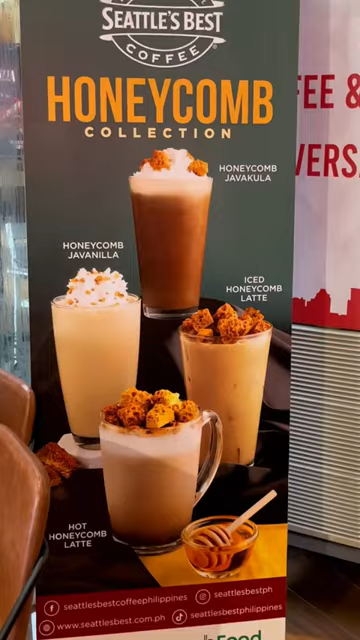 SEATTLE'S BEST
COFFEE
HONEYCOMB
COLLECTION
HONEYCOMB
JAVAKULA
HONEYCOMB
JAVANILLA
ICED
HONEYCOMB
LATTE
HOT
HONEYCOMB
LATTE
seattlesbestcoffeephilippines
seattlesbestph
www.seattlesbest.com.ph
seattlesbestphilippines
EE &
VERS